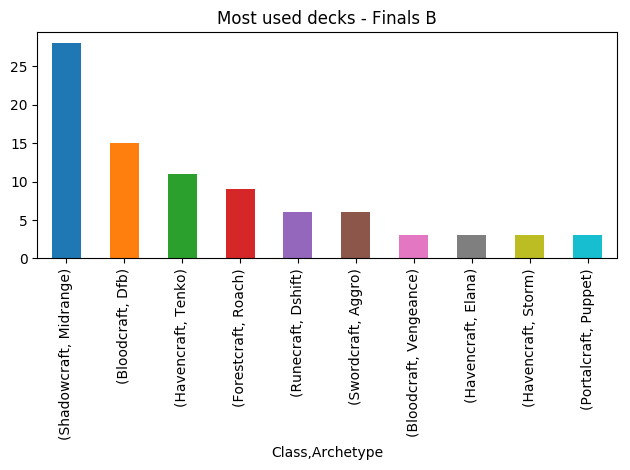 Most used decks - Finals B
25
20
15
10
5
0
(Shadowcraft, Midrange)
(Bloodcraft, Dfb)
(Havencraft, Tenko)
(Forestcraft, Roach)
(Runecraft, Dshift)
(Swordcraft, Aggro)
(Bloodcraft, Vengeance)
(Havencraft, Elana)
(Havencraft, Storm)
(Portalcraft, Puppet)
Class,Archetype